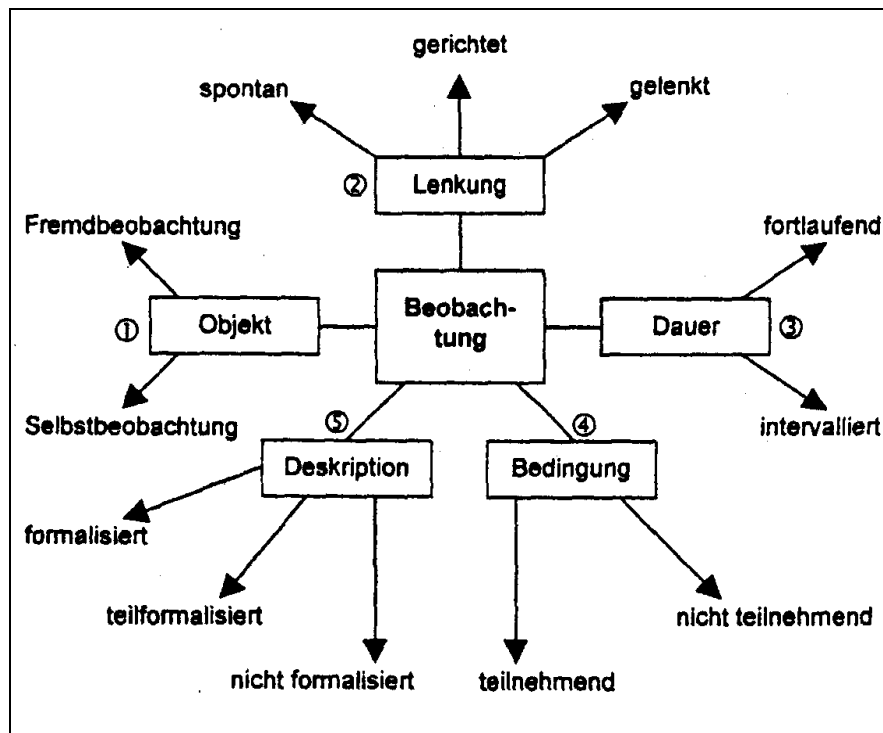 gerichtet
spontan
gelenkt
② Lenkung
Fremdbeobachtung
fortlaufend
Beobach-
tung
① Objekt
Dauer ③
Selbstbeobachtung
intervalliert
⑤
④
Deskription
Bedingung
formalisiert
teilformalisiert
nicht teilnehmend
nicht formalisiert
teilnehmend